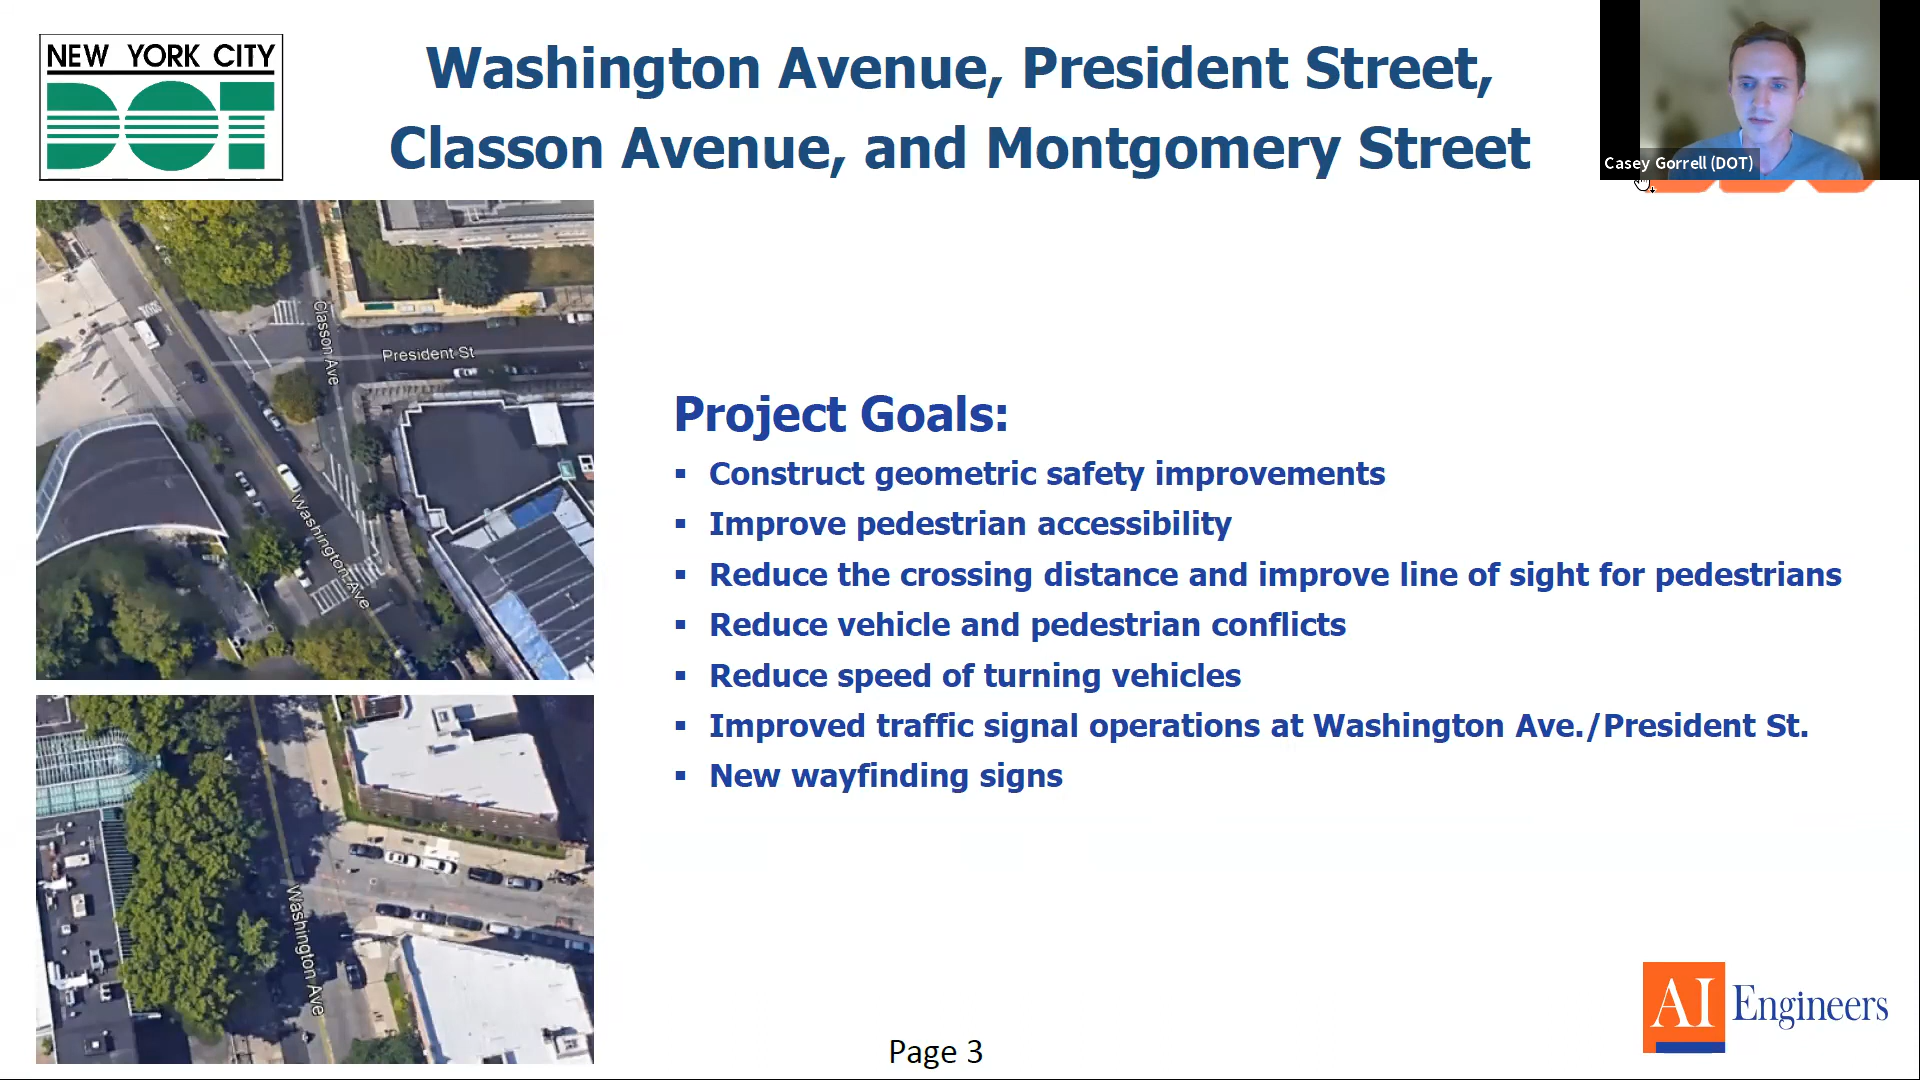 NEW YORK CITY
DOT
Washington Avenue, President Street,
Classon Avenue, and Montgomery Street
Casey Gorrell (DOT)
Classon Ave
President St
Washington Ave
Project Goals:
▪ Construct geometric safety improvements
▪ Improve pedestrian accessibility
▪ Reduce the crossing distance and improve line of sight for pedestrians
▪ Reduce vehicle and pedestrian conflicts
▪ Reduce speed of turning vehicles
▪ Improved traffic signal operations at Washington Ave./President St.
▪ New wayfinding signs
Washington Ave
AI Engineers
Page 3